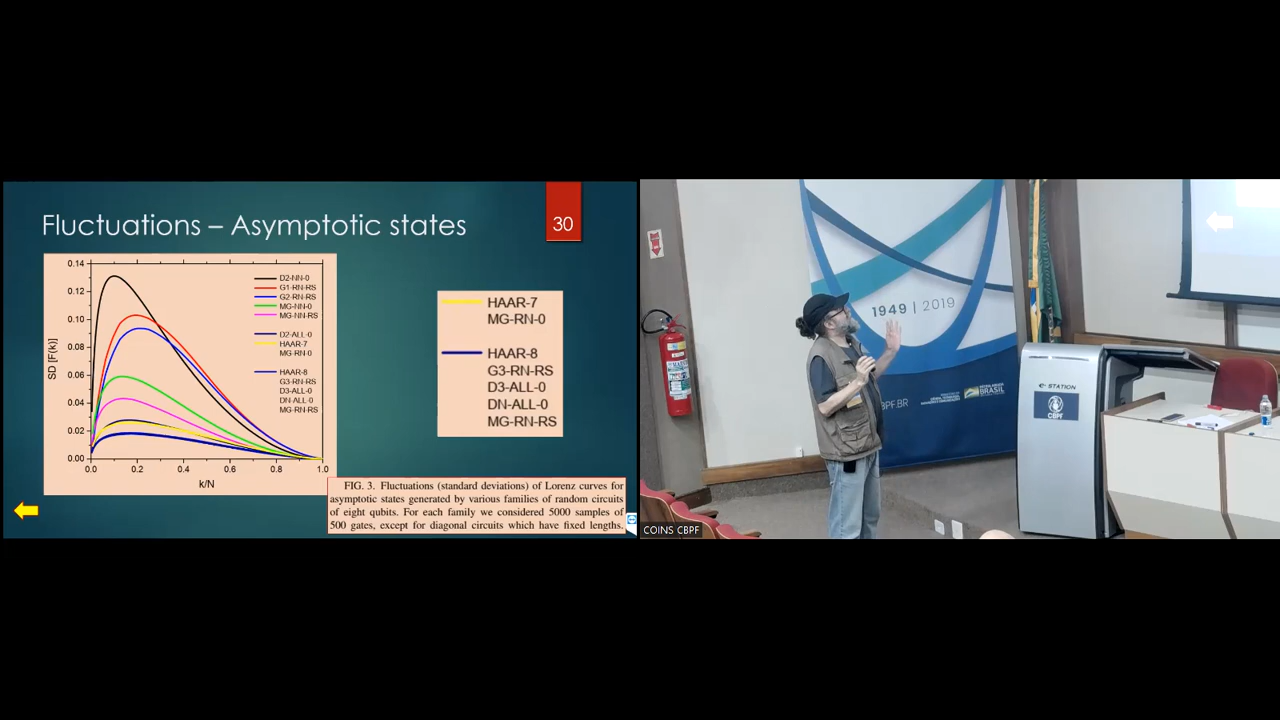 Fluctuations – Asymptotic states
30
0.14
0.12
0.10
0.08
0.06
0.04
0.02
0.00
SD [F(k)]
0.0 0.2 0.4 0.6 0.8 1.0
k/N
D2-NN-0
G1-RN-RS
G2-RN-RS
MG-NN-0
MG-NN-RS
D2-ALL-0
HAAR-7
MG-RN-0
HAAR-8
G3-RN-RS
D3-ALL-0
DN-ALL-0
MG-RN-RS
HAAR-7
MG-RN-0
HAAR-8
G3-RN-RS
D3-ALL-0
DN-ALL-0
MG-RN-RS
FIG. 3. Fluctuations (standard deviations) of Lorenz curves for
asymptotic states generated by various families of random circuits
of eight qubits. For each family we considered 5000 samples of
500 gates, except for diagonal circuits which have fixed lengths.
1949 | 2019
BPF.BR
BRASIL
e-STATION
CBPF
COINS CBPF